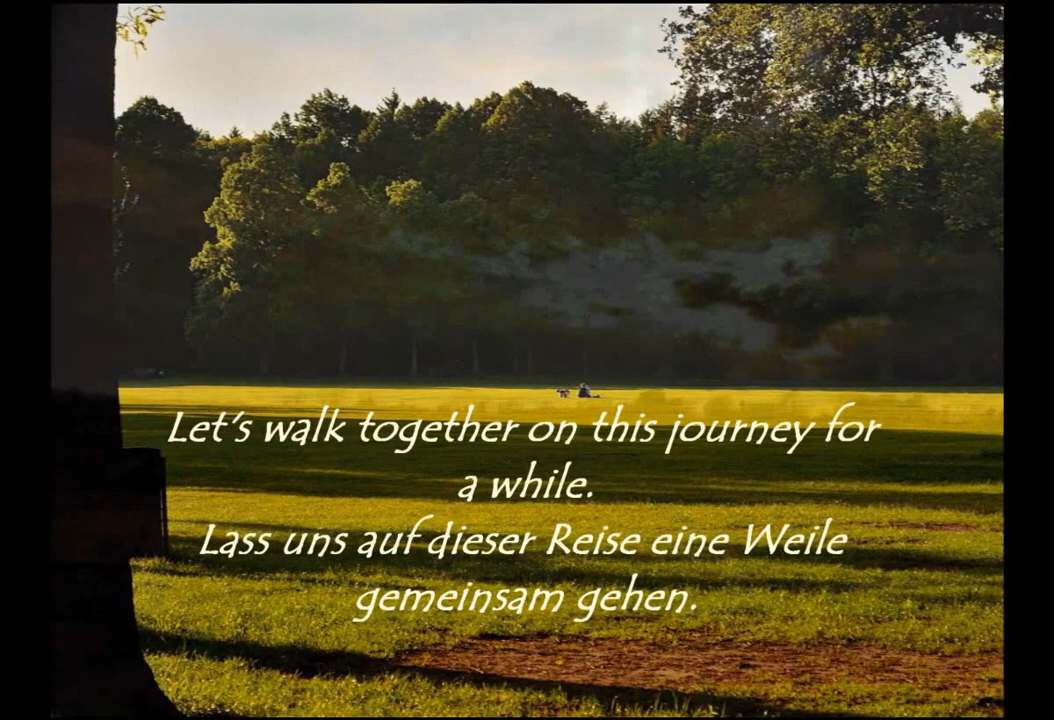 Let's walk together on this journey for
a while.
Lass uns auf dieser Reise eine Weile
gemeinsam gehen.